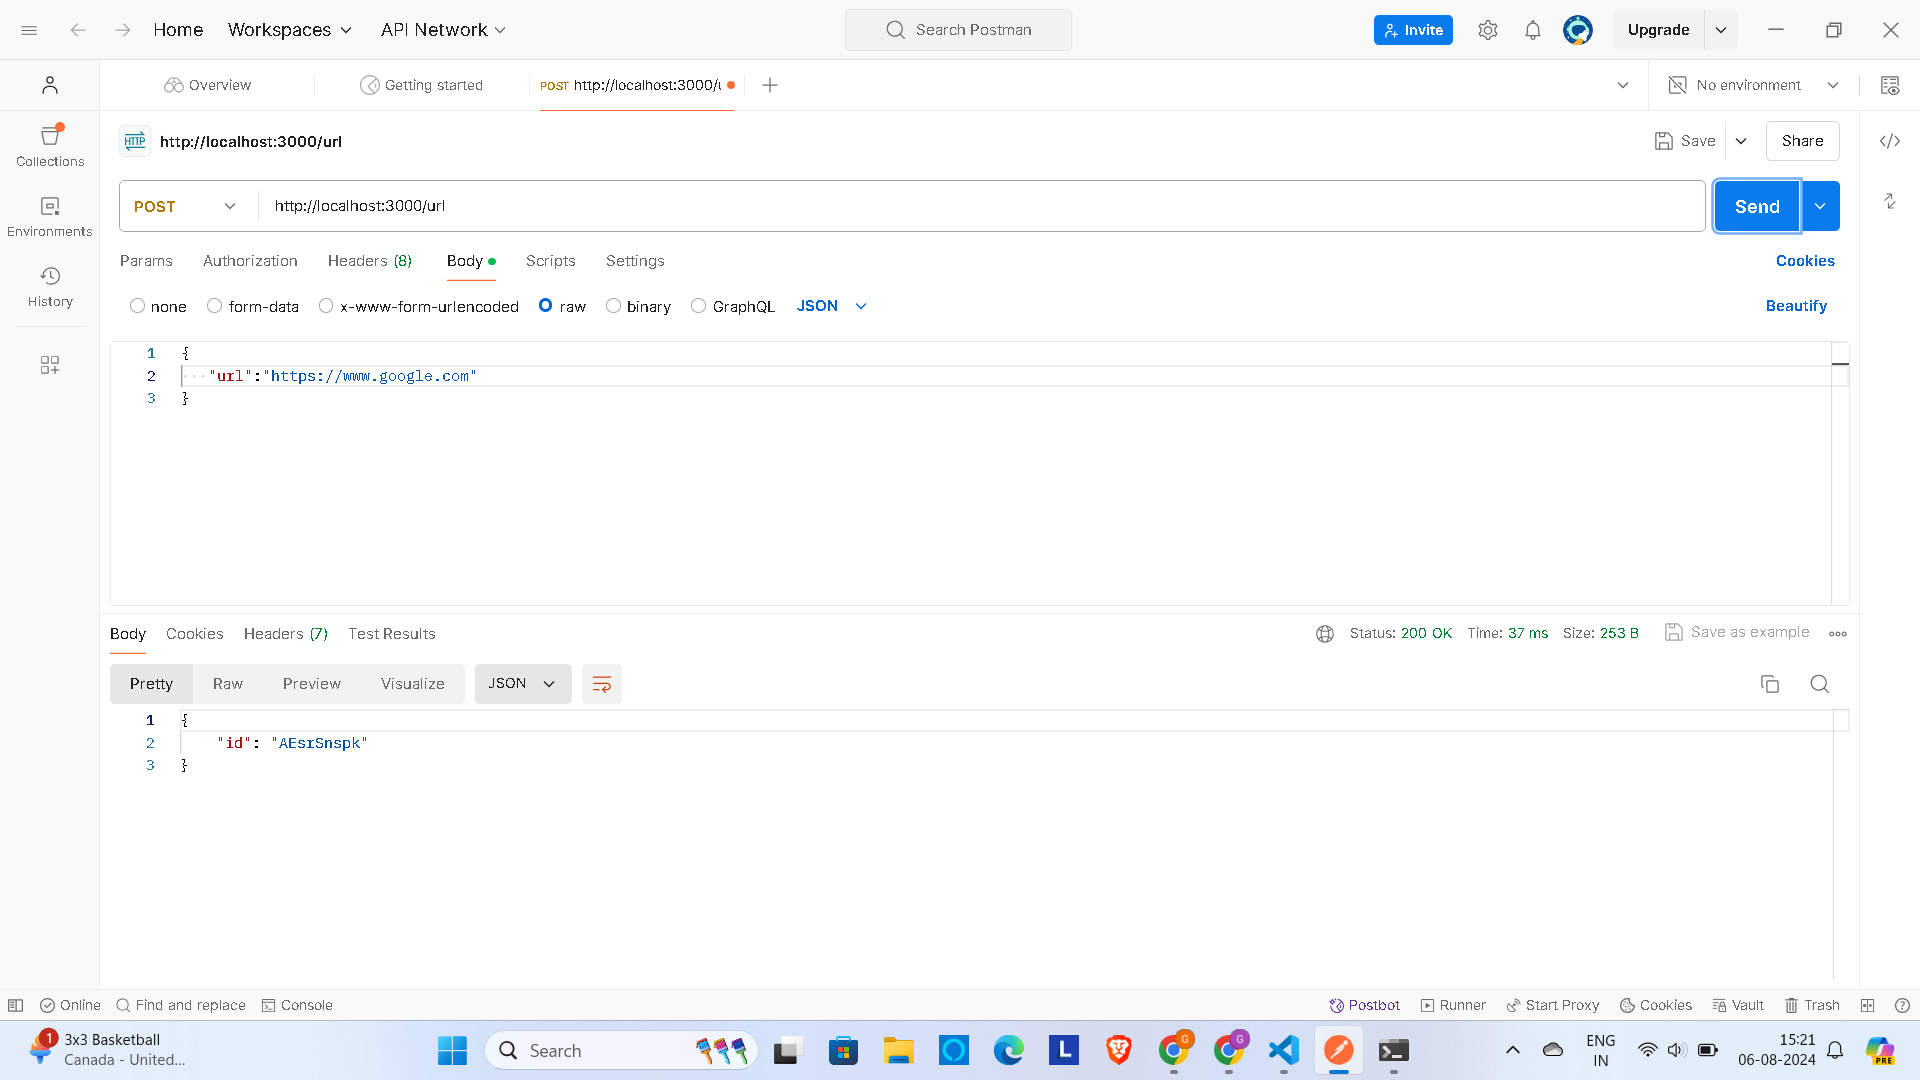 Home Workspaces API Network Search Postman Invite Upgrade
Overview Getting started POST http://localhost:3000/u No environment
HTTP http://localhost:3000/url Save Share
Collections
POST http://localhost:3000/url Send
Environments
Params Authorization Headers (8) Body Scripts Settings Cookies
History
none form-data x-www-form-urlencoded raw binary GraphQL JSON Beautify
1 {
2 "url":"https://www.google.com"
3 }
Body Cookies Headers (7) Test Results Status: 200 OK Time: 37 ms Size: 253 B Save as example
Pretty Raw Preview Visualize JSON
1 {
2 "id": "AEsrSnspk"
3 }
Online Find and replace Console Postbot Runner Start Proxy Cookies Vault Trash
1 3x3 Basketball
Canada - United...
Search
L
G
G
ENG
IN
15:21
06-08-2024
PRE